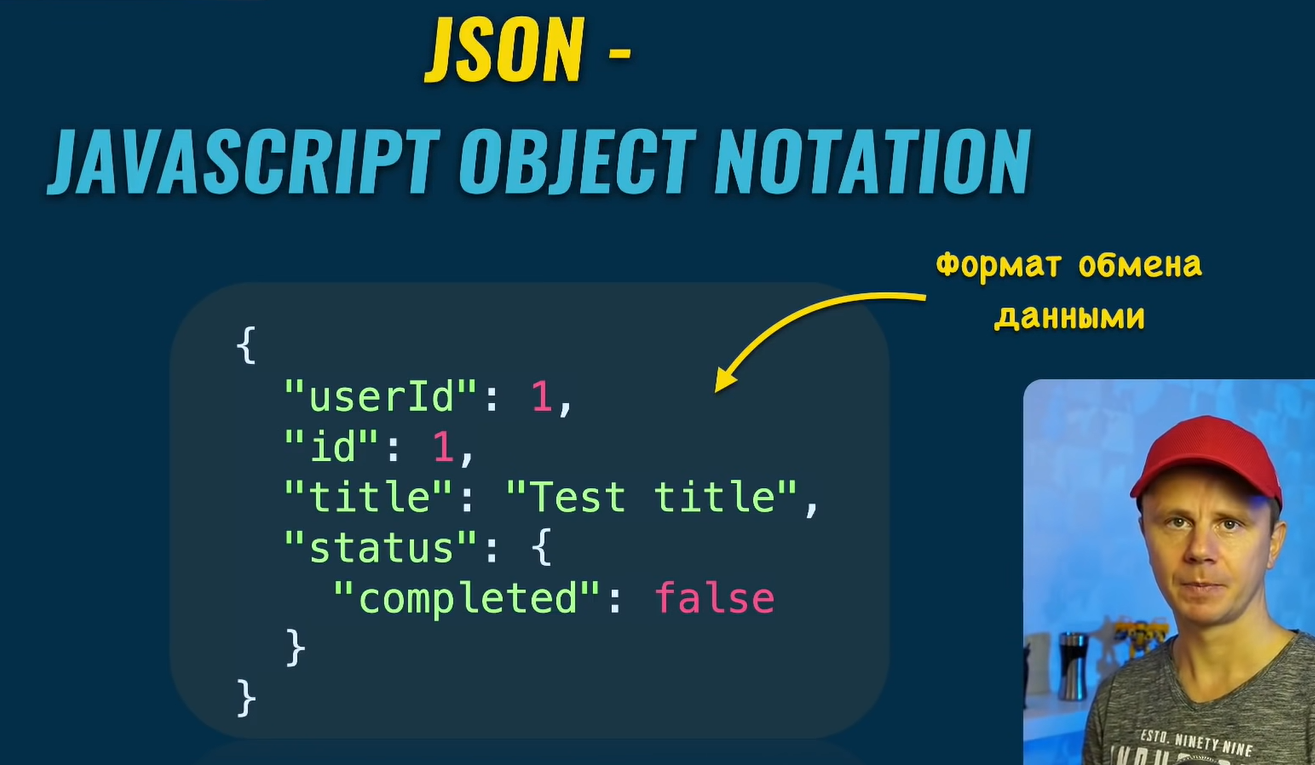 JSON -
JAVASCRIPT OBJECT NOTATION
Формат обмена
данными
{
  "userId": 1,
  "id": 1,
  "title": "Test title",
  "status": {
    "completed": false
  }
}
ESTD. NINETY-NINE